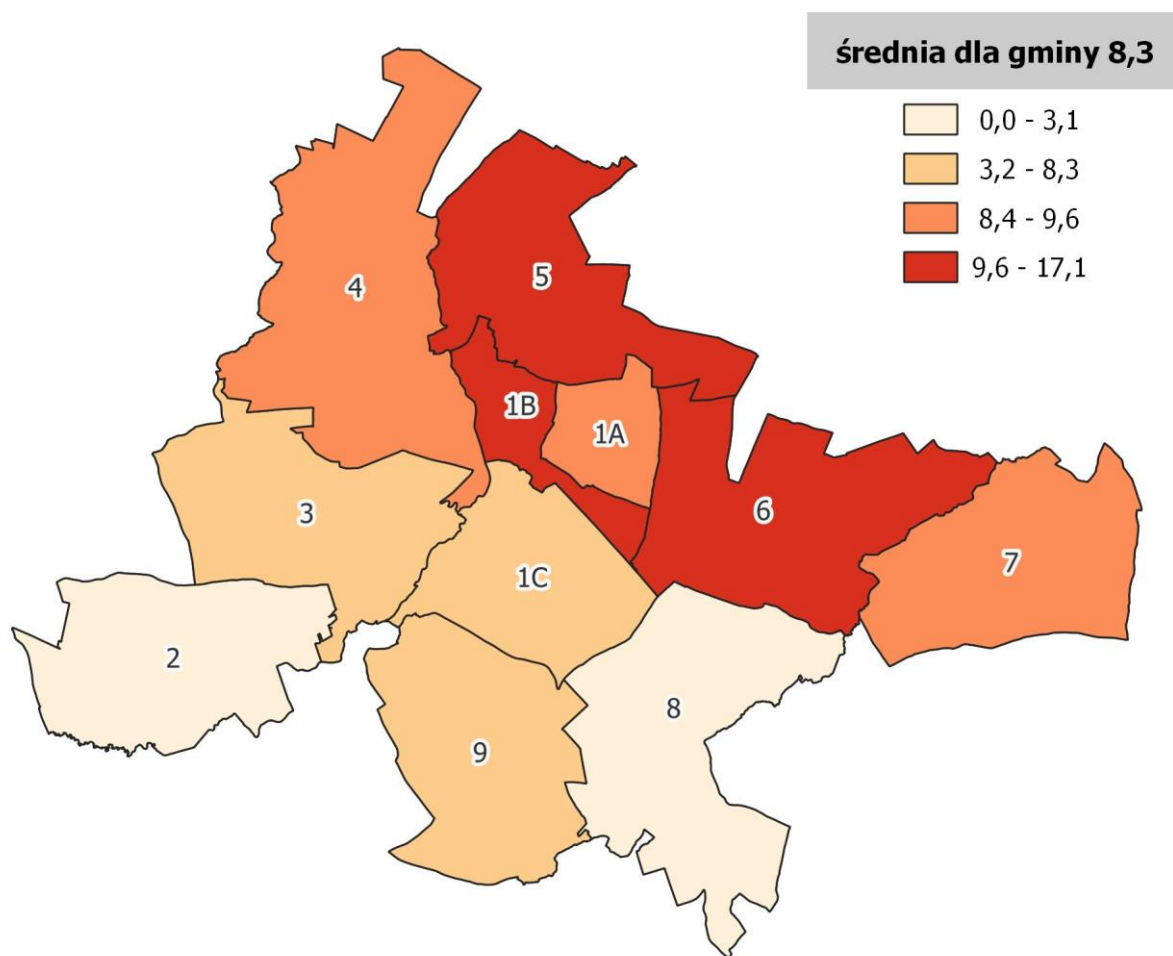 średnia dla gminy 8,3
0,0 - 3,1
3,2 - 8,3
8,4 - 9,6
9,6 - 17,1
4
5
1B
1A
3
6
7
1C
2
8
9